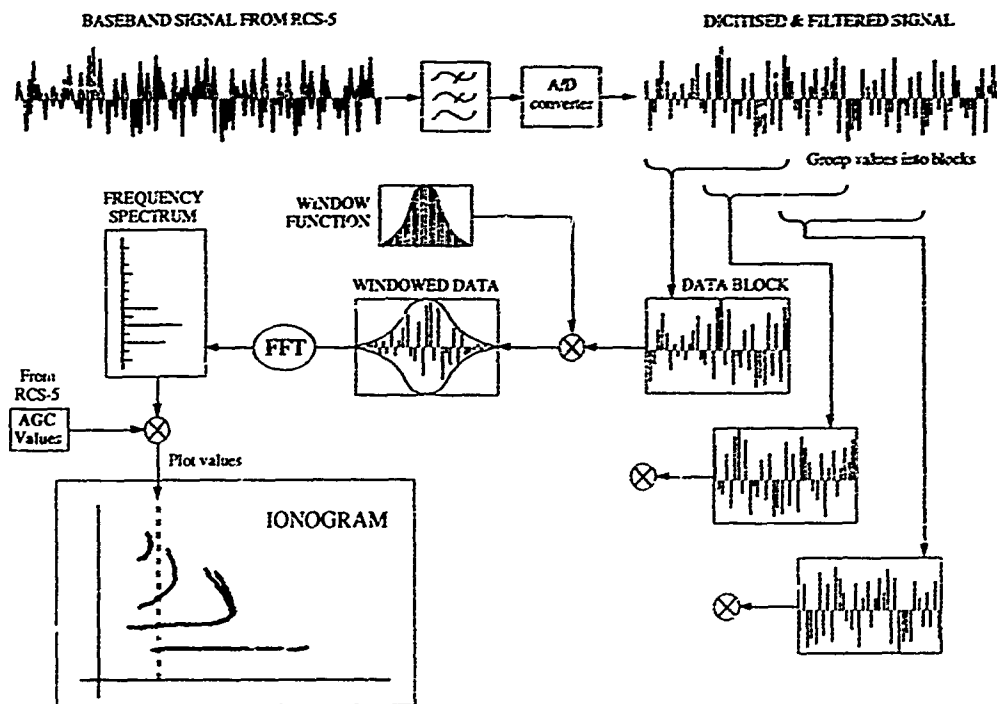 BASEBAND SIGNAL FROM RCS-5
DIGITISED & FILTERED SIGNAL
A/D
converter
Group values into blocks
FREQUENCY
SPECTRUM
WINDOW
FUNCTION
WINDOWED DATA
DATA BLOCK
FFT
From
RCS-5
AGC
Values
Plot values
IONOGRAM